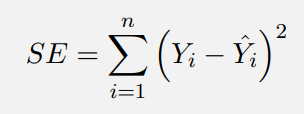 SE = \sum_{i=1}^{n} \left( Y_i - \hat{Y}_i \right)^2